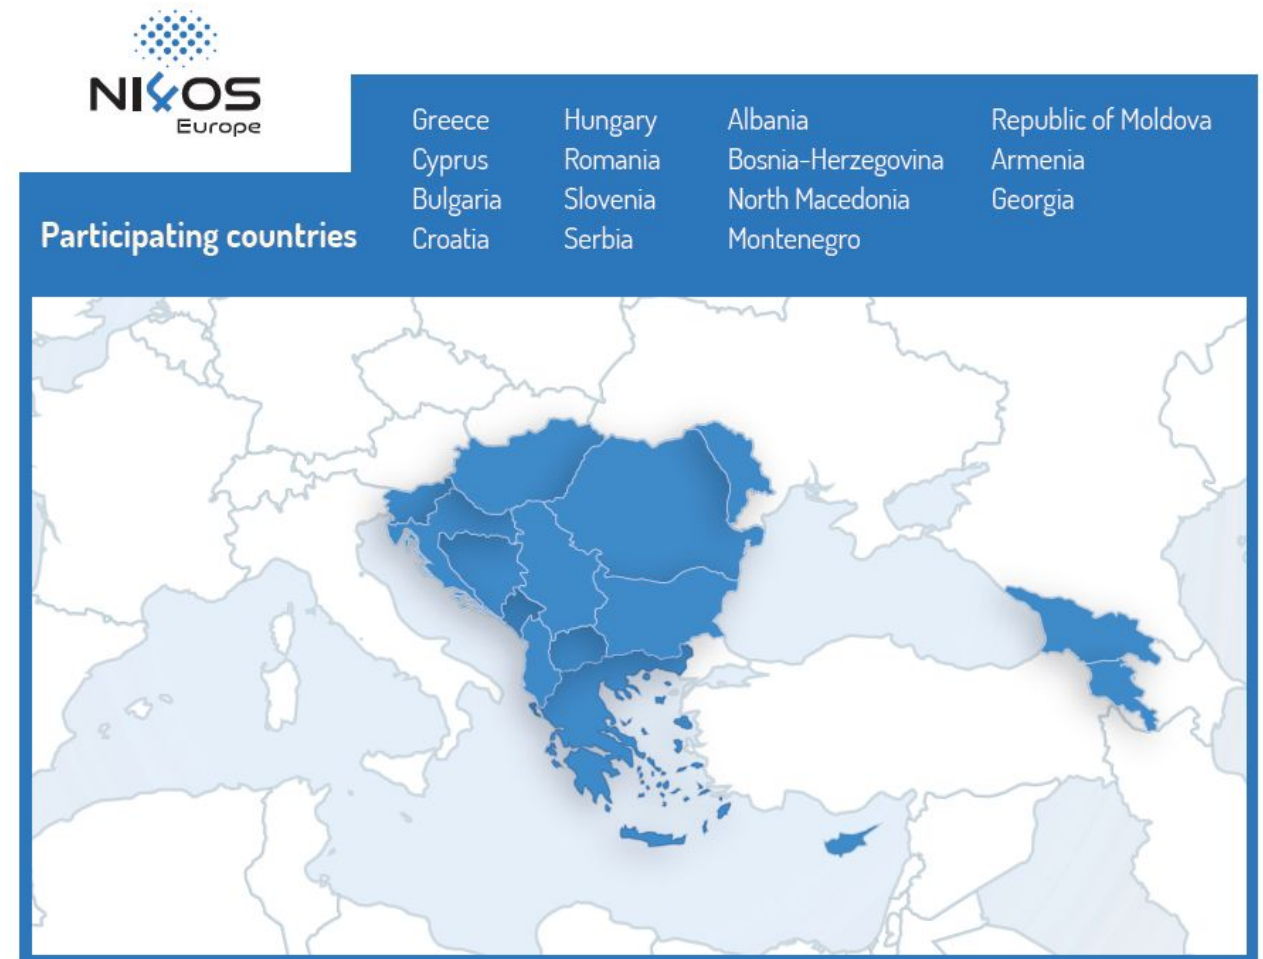 NI4OS
Europe
Participating countries
Greece
Cyprus
Bulgaria
Croatia
Hungary
Romania
Slovenia
Serbia
Albania
Bosnia-Herzegovina
North Macedonia
Montenegro
Republic of Moldova
Armenia
Georgia